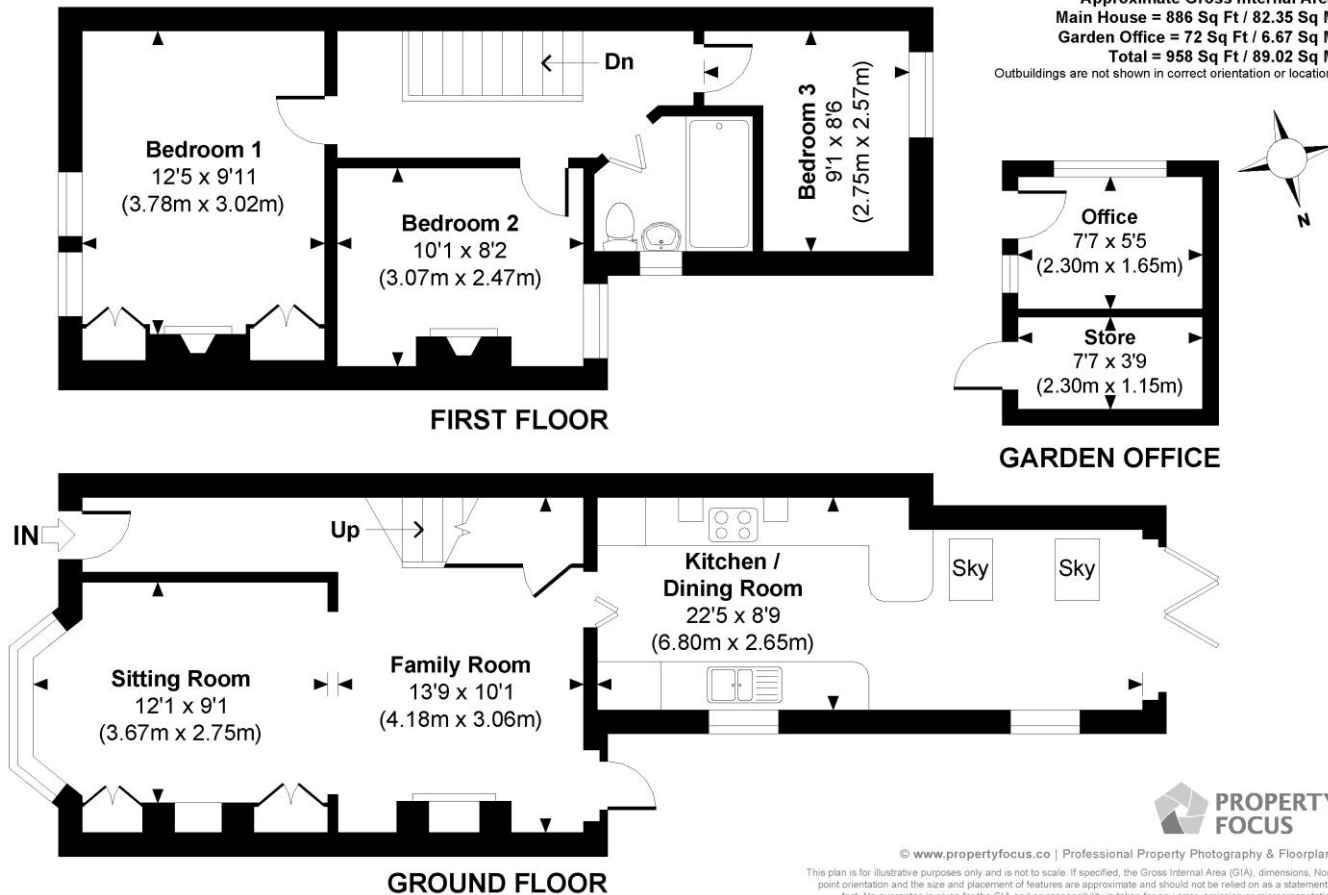 Approximate Gross Internal Area
Main House = 886 Sq Ft / 82.35 Sq M
Garden Office = 72 Sq Ft / 6.67 Sq M
Total = 958 Sq Ft / 89.02 Sq M
Outbuildings are not shown in correct orientation or location
N
Dn
Bedroom 1
12'5 x 9'11
(3.78m x 3.02m)
Bedroom 2
10'1 x 8'2
(3.07m x 2.47m)
Bedroom 3
9'1 x 8'6
(2.75m x 2.57m)
FIRST FLOOR
Office
7'7 x 5'5
(2.30m x 1.65m)
Store
7'7 x 3'9
(2.30m x 1.15m)
GARDEN OFFICE
IN
Up
Sitting Room
12'1 x 9'1
(3.67m x 2.75m)
Family Room
13'9 x 10'1
(4.18m x 3.06m)
Kitchen /
Dining Room
22'5 x 8'9
(6.80m x 2.65m)
Sky
Sky
GROUND FLOOR
PROPERTY
FOCUS
© www.propertyfocus.co | Professional Property Photography & Floorplan
This plan is for illustrative purposes only and is not to scale. If specified, the Gross Internal Area (GIA), dimensions, Nor
point orientation and the size and placement of features are approximate and should not be relied on as a statement